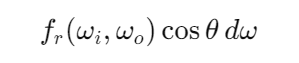 f_r(ω_i, ω_o) cos θ dω